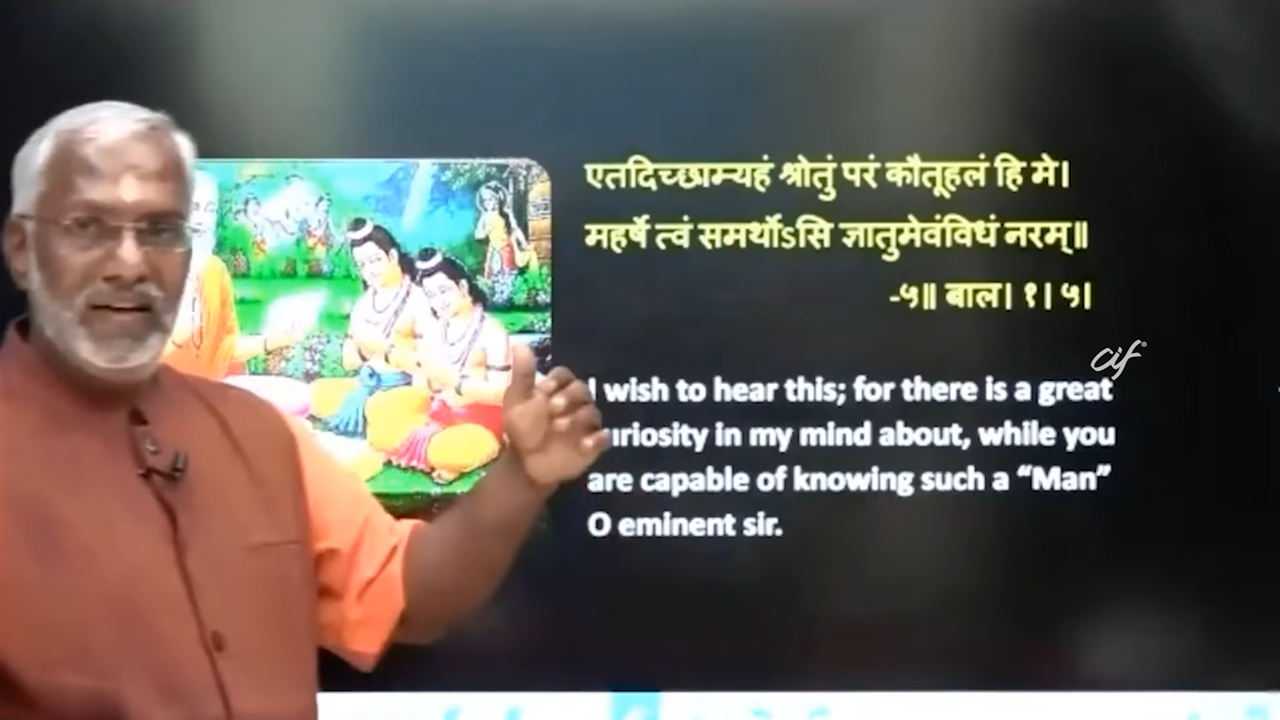 एतदिच्छाम्यहं श्रोतुं परं कौतूहलं हि मे।
महर्षे त्वं समर्थोऽसि ज्ञातुमेवंविधं नरम्॥
-५॥ बाल। १। ५।
cif
I wish to hear this; for there is a great
curiosity in my mind about, while you
are capable of knowing such a “Man”
O eminent sir.